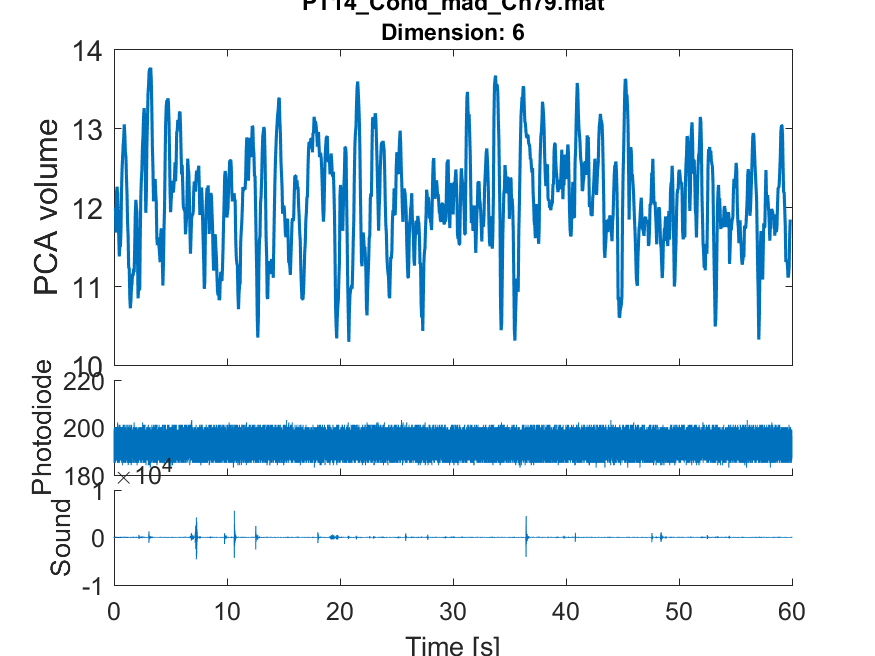 PT14_Cond_mad_Ch79.mat
Dimension: 6
14
13
12
11
10
PCA volume
220
200
180
Photodiode
×10⁴
1
0
-1
Sound
0 10 20 30 40 50 60
Time [s]